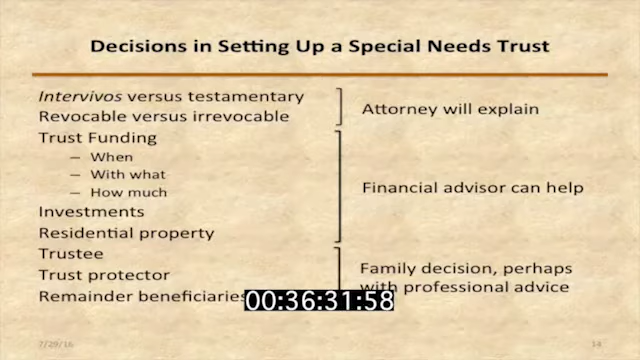 Decisions in Setting Up a Special Needs Trust
Intervivos versus testamentary
Revocable versus irrevocable
Attorney will explain
Trust Funding
– When
– With what
– How much
Investments
Residential property
Financial advisor can help
Trustee
Trust protector
Remainder beneficiaries
Family decision, perhaps
with professional advice
00:36:31:58
7/29/16
14